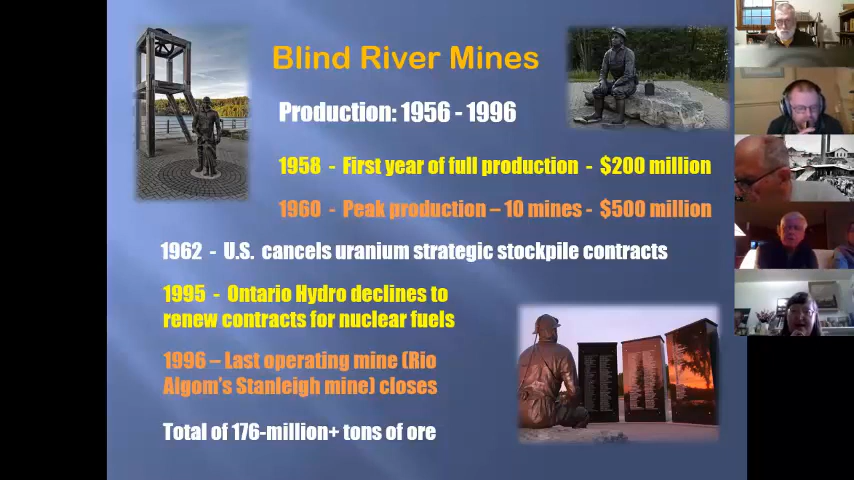 Blind River Mines
Production: 1956 - 1996
1958 - First year of full production - $200 million
1960 - Peak production – 10 mines - $500 million
1962 - U.S. cancels uranium strategic stockpile contracts
1995 - Ontario Hydro declines to
renew contracts for nuclear fuels
1996 – Last operating mine (Rio
Algom's Stanleigh mine) closes
Total of 176-million+ tons of ore